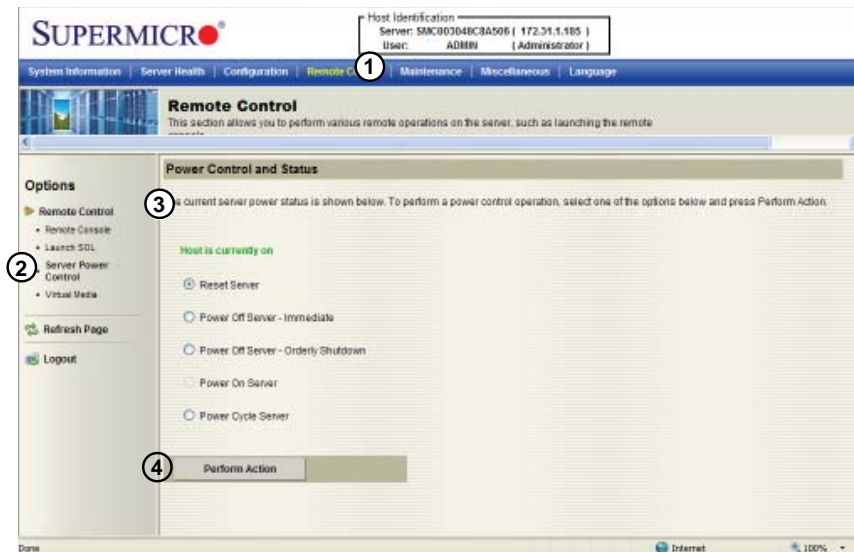 SUPERMICRO®
Host Identification
Server: SMC003048C8A506 ( 172.31.1.185 )
User: ADMIN ( Administrator )
System Information | Server Health | Configuration | Remote | Maintenance | Miscellaneous | Language
1
Remote Control
This section allows you to perform various remote operations on the server, such as launching the remote
Options
Remote Control
• Remote Console
• Launch SOL
2
Server Power
Control
• Virtual Media
Refresh Page
Logout
Power Control and Status
3
current server power status is shown below. To perform a power control operation, select one of the options below and press Perform Action.
Host is currently on
Reset Server
Power Off Server - Immediate
Power Off Server - Orderly Shutdown
Power On Server
Power Cycle Server
4
Perform Action
Done
Internet
100%